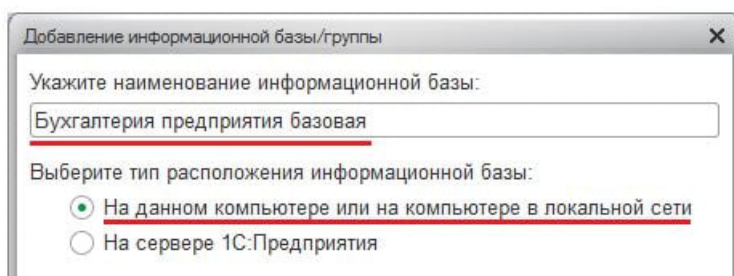 Добавление информационной базы/группы
Укажите наименование информационной базы:
Бухгалтерия предприятия базовая
Выберите тип расположения информационной базы:
На данном компьютере или на компьютере в локальной сети
На сервере 1С:Предприятия